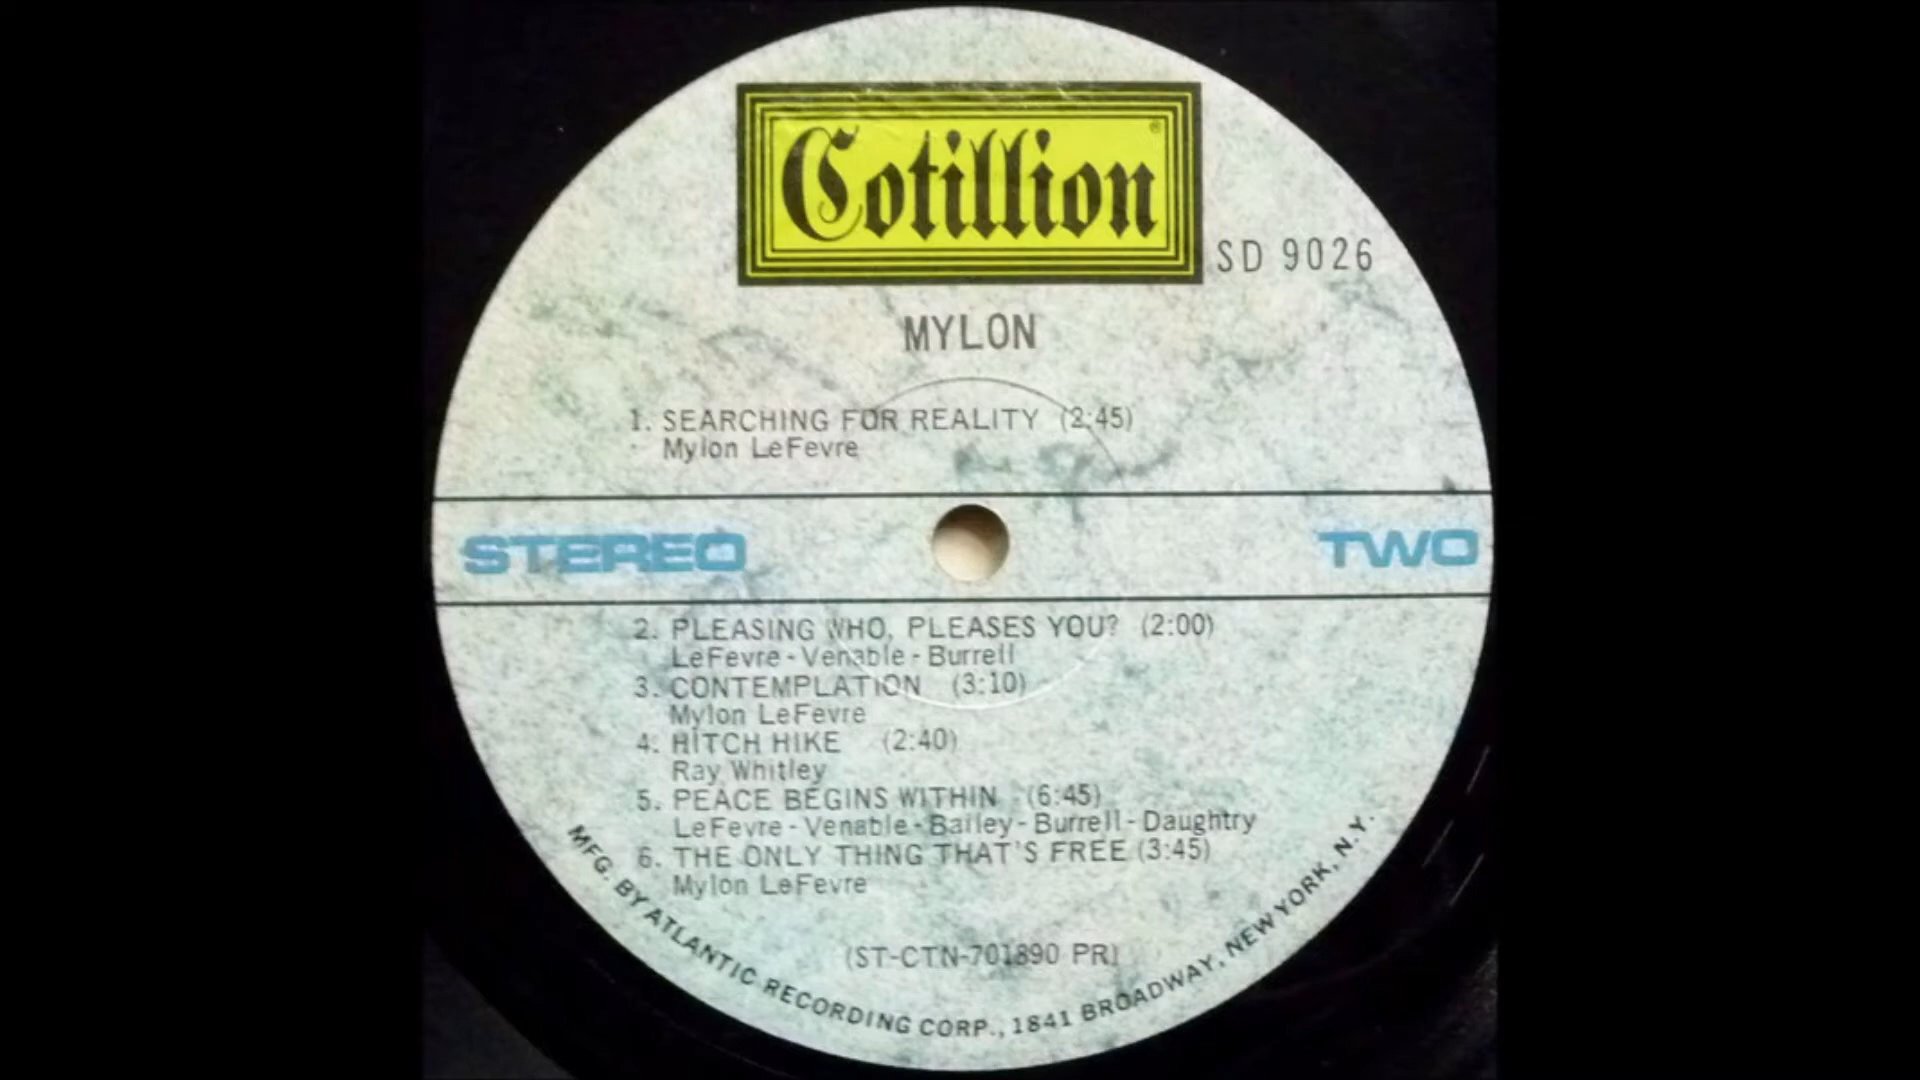 Cotillion ®
SD 9026
MYLON
1. SEARCHING FOR REALITY (2:45)
Mylon LeFevre
STEREO
TWO
2. PLEASING WHO, PLEASES YOU? (2:00)
LeFevre - Venable - Burrell
3. CONTEMPLATION (3:10)
Mylon LeFevre
4. HITCH HIKE (2:40)
Ray Whitley
5. PEACE BEGINS WITHIN (6:45)
LeFevre - Venable - Bailey - Burrell - Daughtry
6. THE ONLY THING THAT'S FREE (3:45)
Mylon LeFevre
(ST-CTN-701890 PR)
MFG. BY ATLANTIC RECORDING CORP., 1841 BROADWAY, NEW YORK, N.Y.